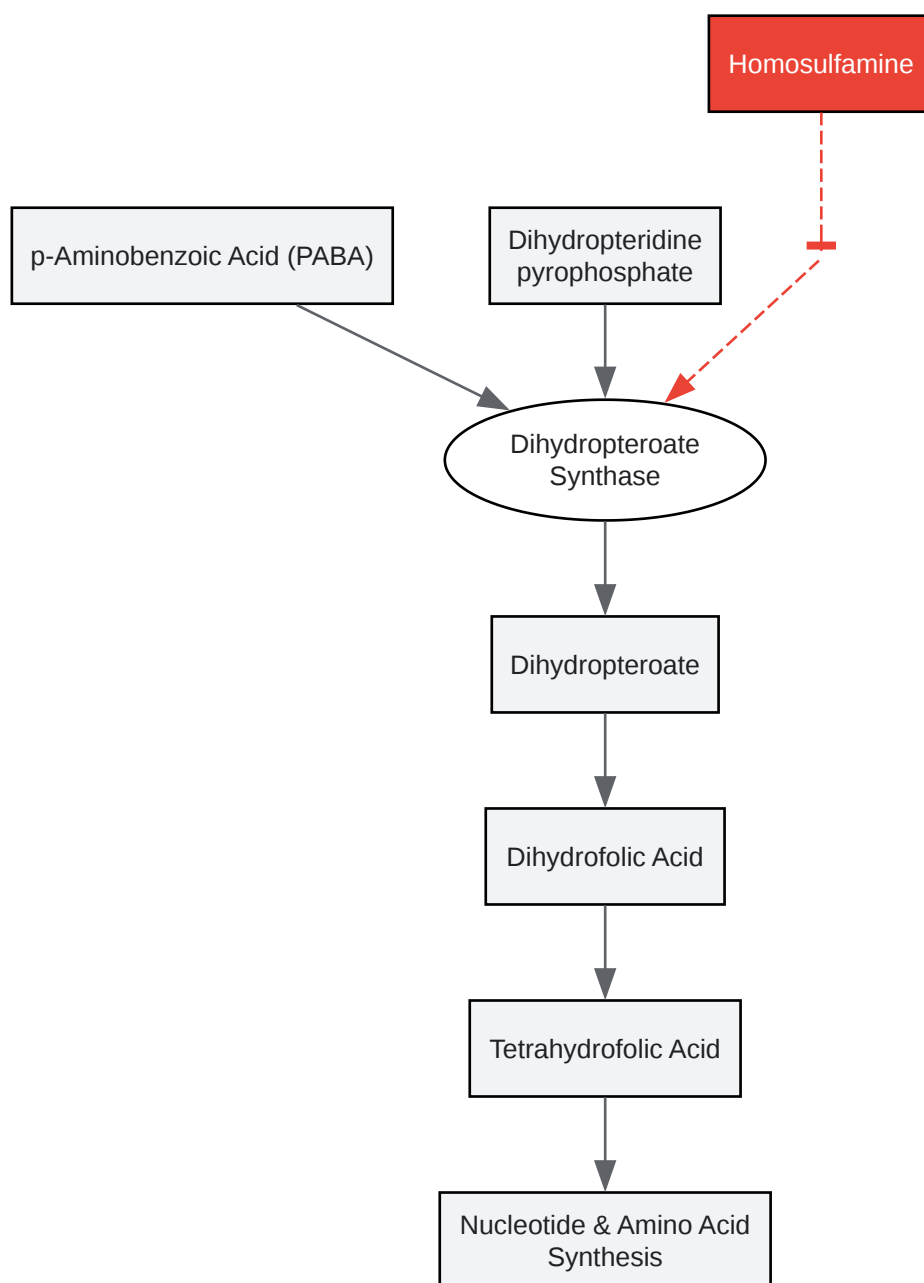 Homosulfamine
p-Aminobenzoic Acid (PABA)
Dihydropteridine
pyrophosphate
Dihydropteroate
Synthase
Dihydropteroate
Dihydrofolic Acid
Tetrahydrofolic Acid
Nucleotide & Amino Acid
Synthesis